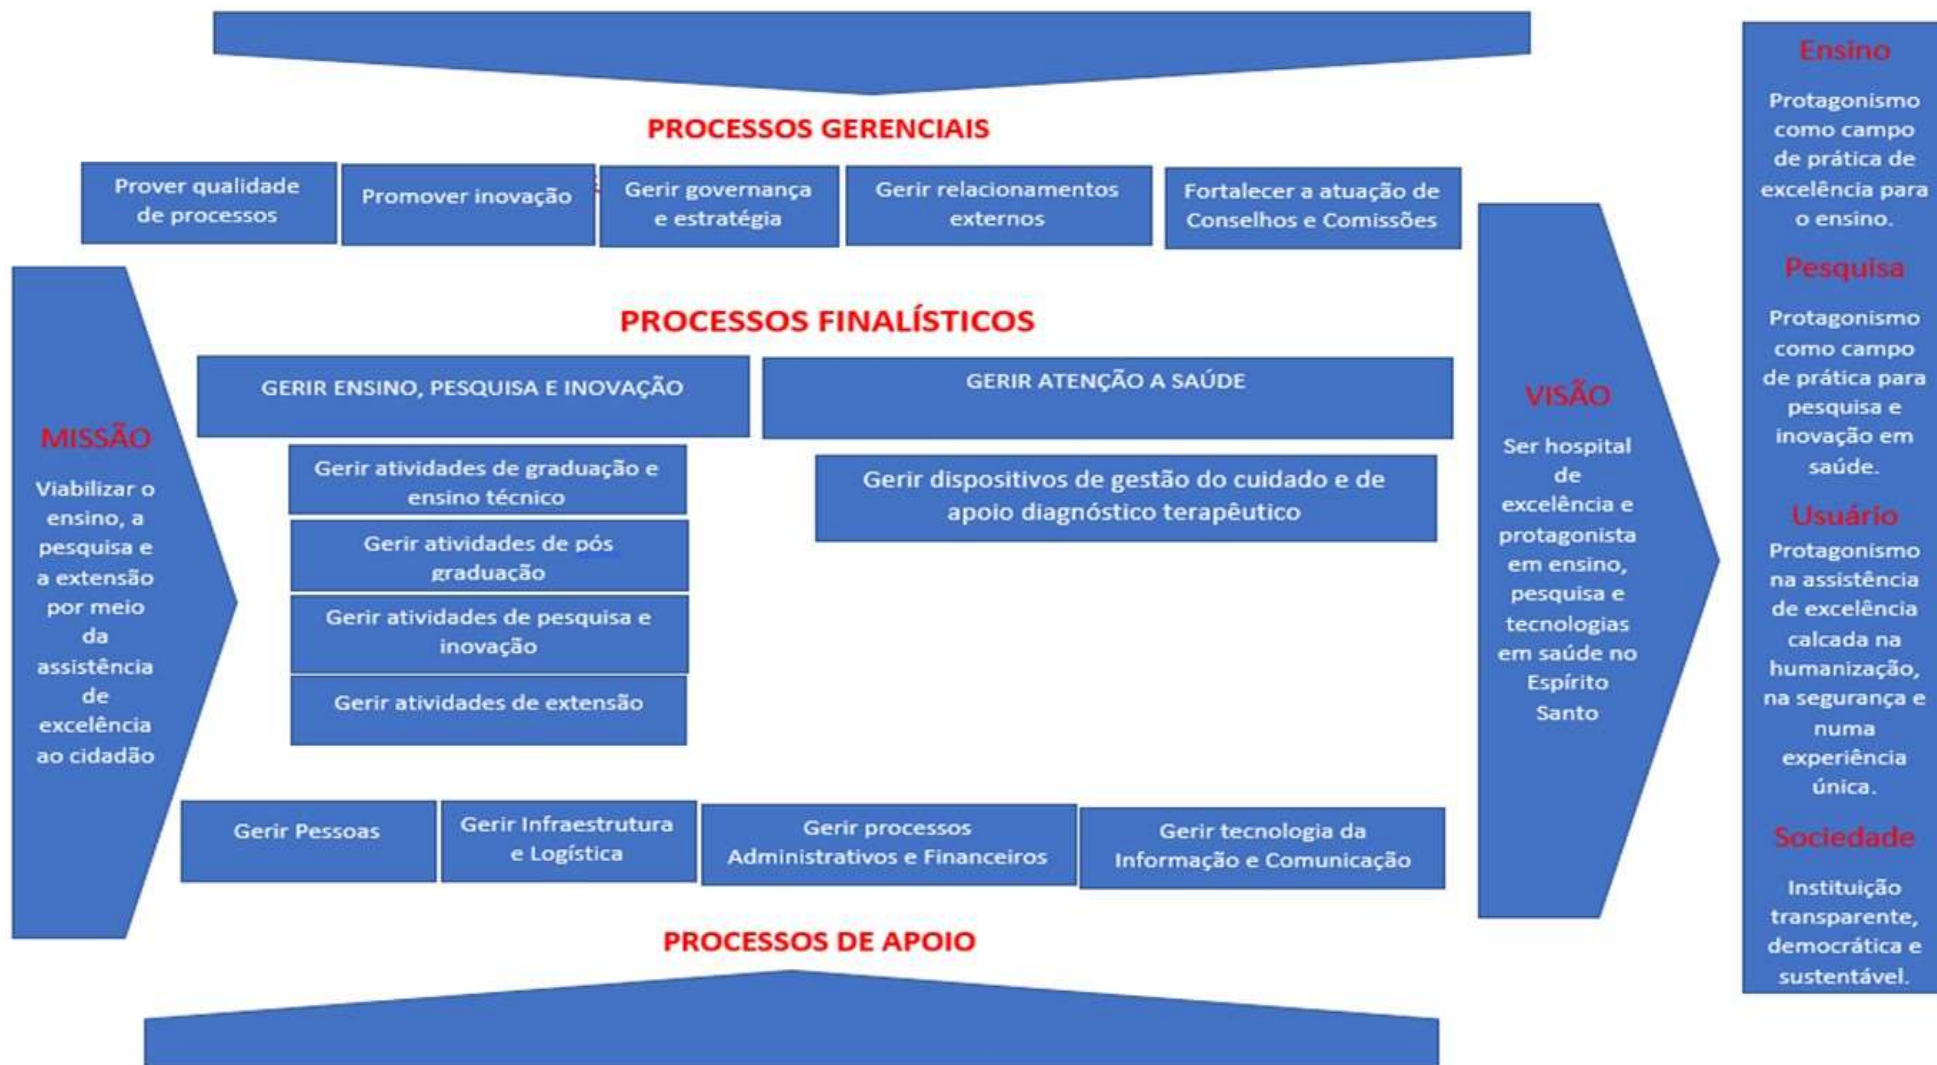 PROCESSOS GERENCIAIS
Prover qualidade
de processos
Promover inovação
Gerir governança
e estratégia
Gerir relacionamentos
externos
Fortalecer a atuação de
Conselhos e Comissões
MISSÃO
Viabilizar o
ensino, a
pesquisa e
a extensão
por meio
da
assistência
de
excelência
ao cidadão
PROCESSOS FINALÍSTICOS
GERIR ENSINO, PESQUISA E INOVAÇÃO
Gerir atividades de graduação e
ensino técnico
Gerir atividades de pós
graduação
Gerir atividades de pesquisa e
inovação
Gerir atividades de extensão
GERIR ATENÇÃO A SAÚDE
Gerir dispositivos de gestão do cuidado e de
apoio diagnóstico terapêutico
Gerir Pessoas
Gerir Infraestrutura
e Logística
Gerir processos
Administrativos e Financeiros
Gerir tecnologia da
Informação e Comunicação
PROCESSOS DE APOIO
VISÃO
Ser hospital
de
excelência e
protagonista
em ensino,
pesquisa e
tecnologias
em saúde no
Espírito
Santo
Ensino
Protagonismo
como campo
de prática de
excelência para
o ensino.
Pesquisa
Protagonismo
como campo
de prática para
pesquisa e
inovação em
saúde.
Usuário
Protagonismo
na assistência
de excelência
calcada na
humanização,
na segurança e
numa
experiência
única.
Sociedade
Instituição
transparente,
democrática e
sustentável.